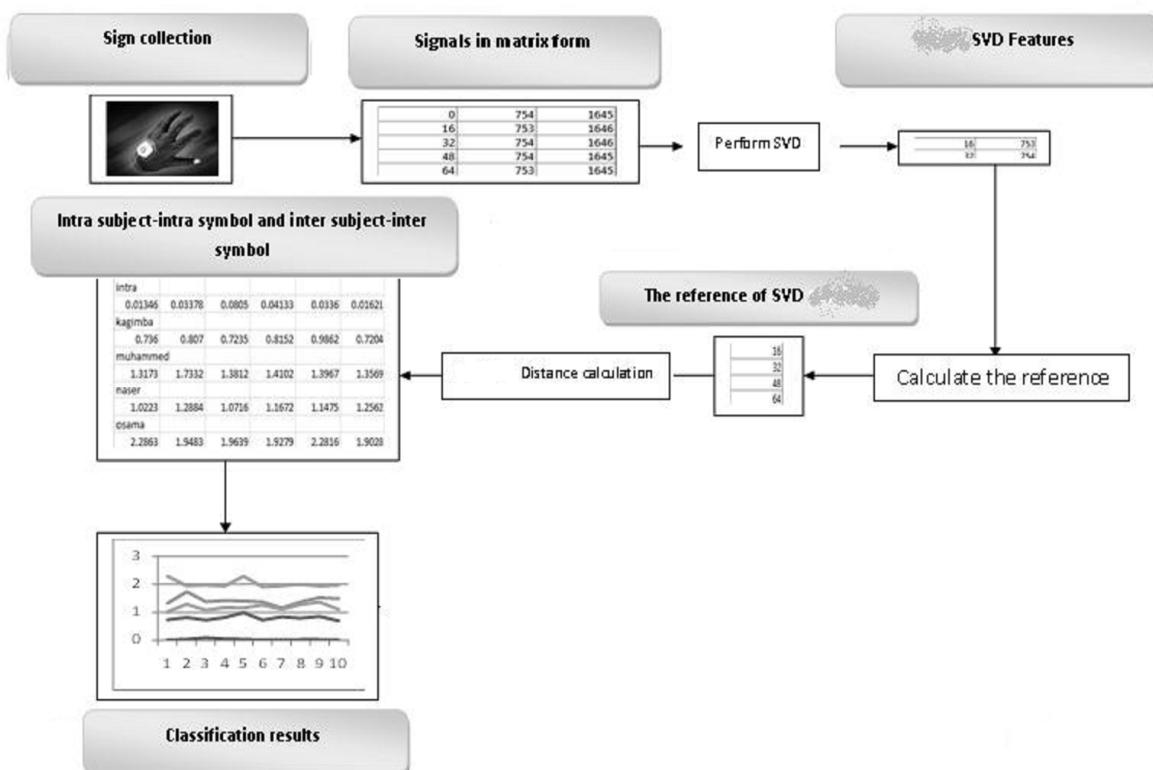 Sign collection
Signals in matrix form
SVD Features
0 754 1645
16 753 1646
32 754 1646
48 754 1645
64 753 1645
Perform SVD
16 753
32 754
Intra subject-intra symbol and inter subject-inter
symbol
intra
0.01346 0.03378 0.0805 0.04133 0.0336 0.01621
kagimba
0.736 0.807 0.7235 0.8152 0.9862 0.7204
muhammed
1.3173 1.7332 1.3812 1.4102 1.3967 1.3569
naser
1.0223 1.2884 1.0716 1.1672 1.1475 1.2562
osama
2.2863 1.9483 1.9639 1.9279 2.2816 1.9028
The reference of SVD
16
32
48
64
Distance calculation
Calculate the reference
3
2
1
0
1 2 3 4 5 6 7 8 9 10
Classification results